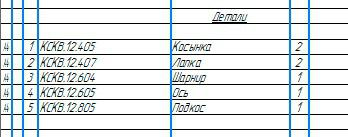 Детали
А4 1 КСКВ.12.405 Косынка 2
А4 2 КСКВ.12.407 Лапка 2
А4 3 КСКВ.12.604 Шарнир 1
А4 4 КСКВ.12.605 Ось 1
А4 5 КСКВ.12.805 Подкос 1